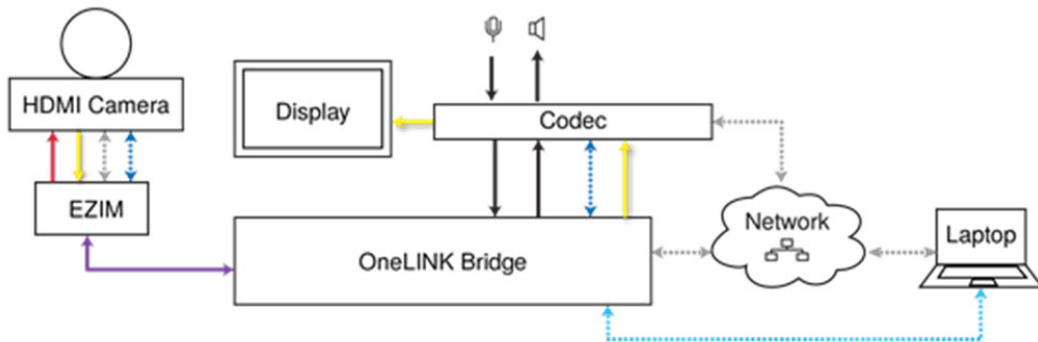 HDMI Camera
Display
Codec
EZIM
OneLINK Bridge
Network
Laptop